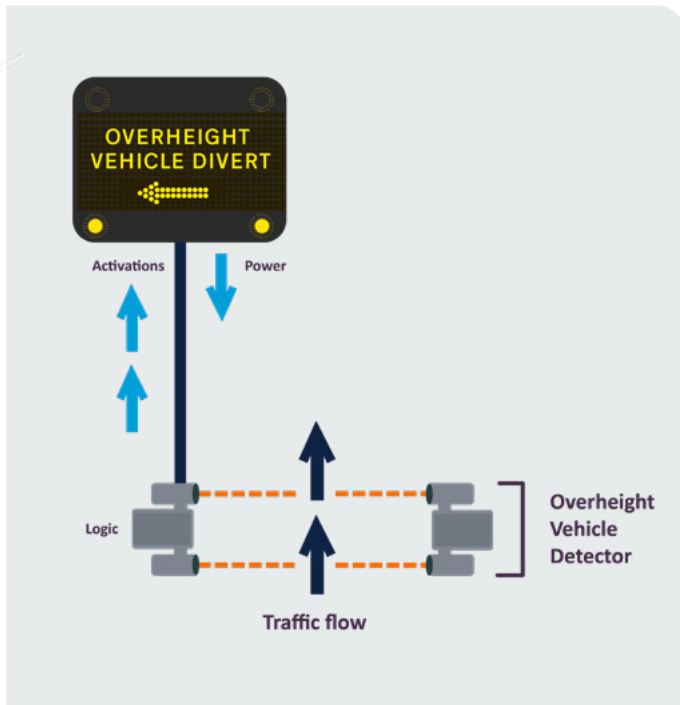 OVERHEIGHT
VEHICLE DIVERT
Activations
Power
Logic
Overheight
Vehicle
Detector
Traffic flow